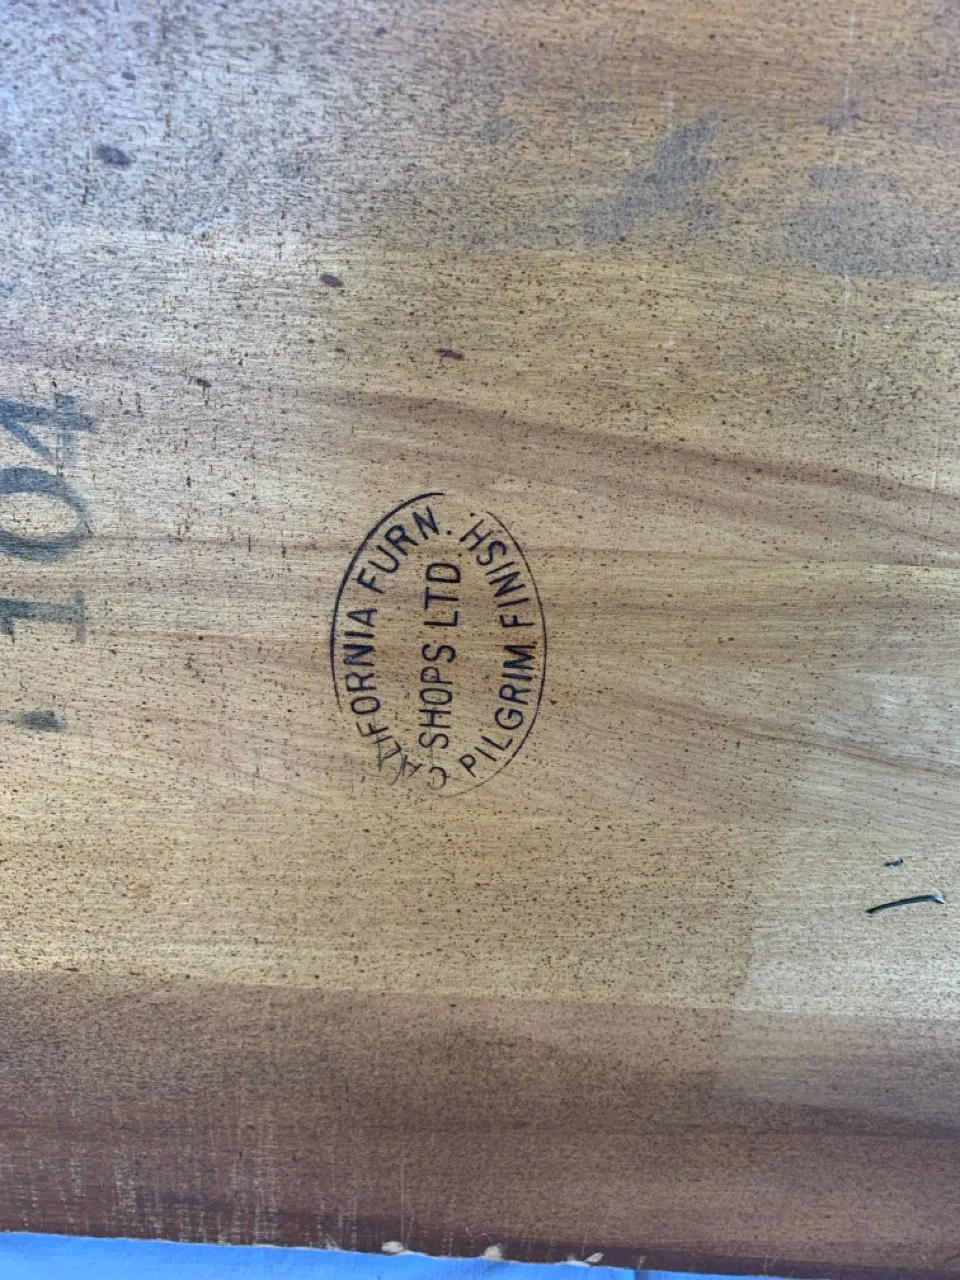 CALIFORNIA FURN.
SHOPS LTD.
PILGRIM FINISH
104